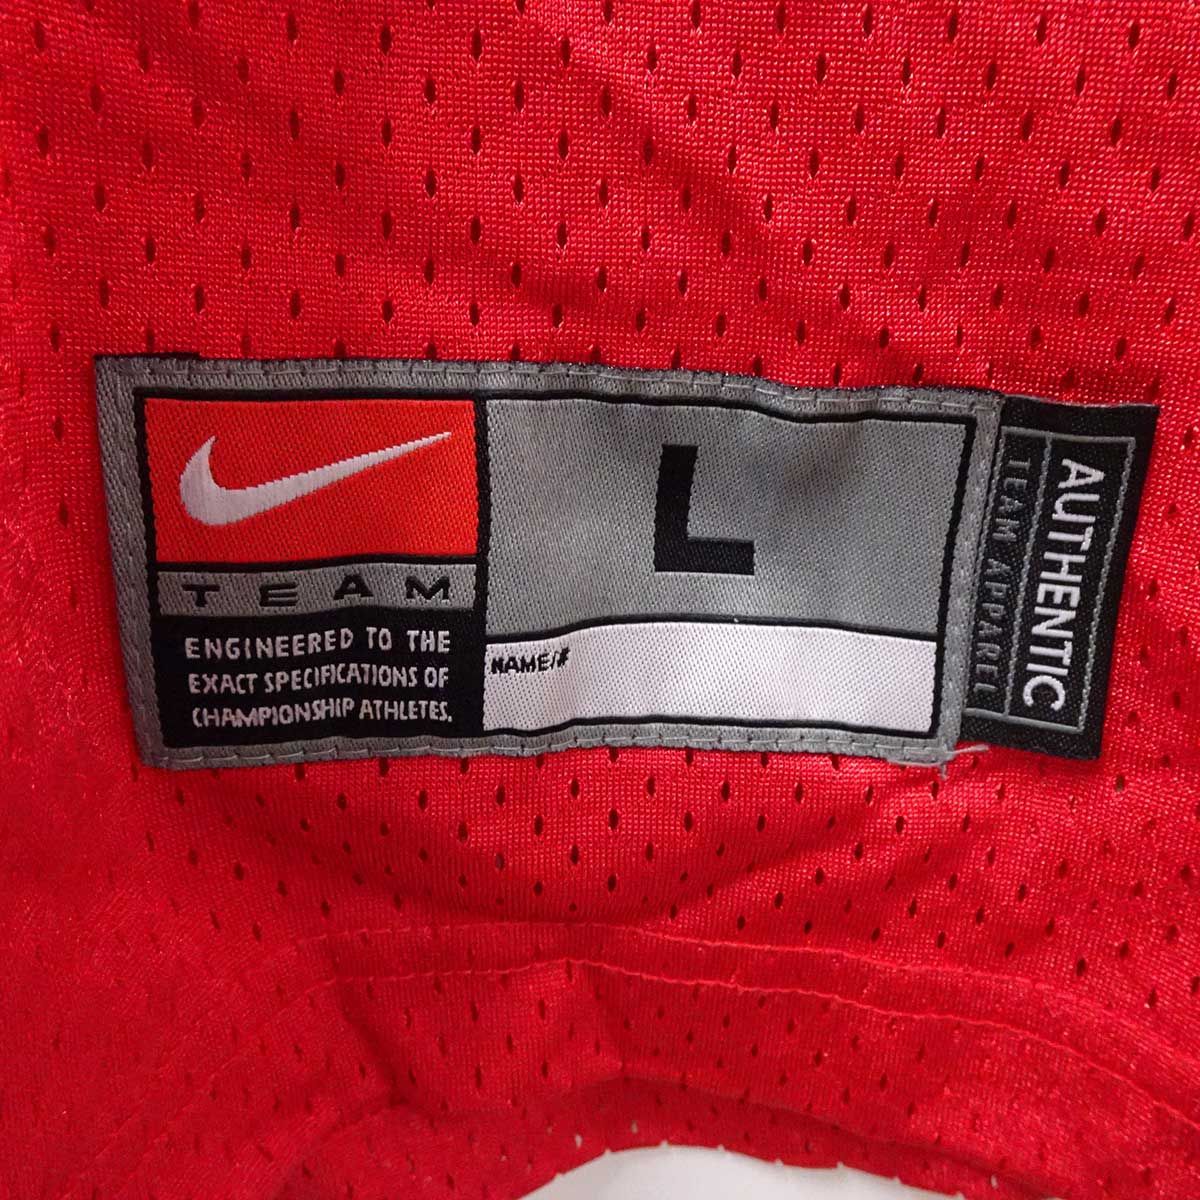 TEAM
ENGINEERED TO THE
EXACT SPECIFICATIONS OF
CHAMPIONSHIP ATHLETES.
L
NAME/#
AUTHENTIC
TEAM APPAREL